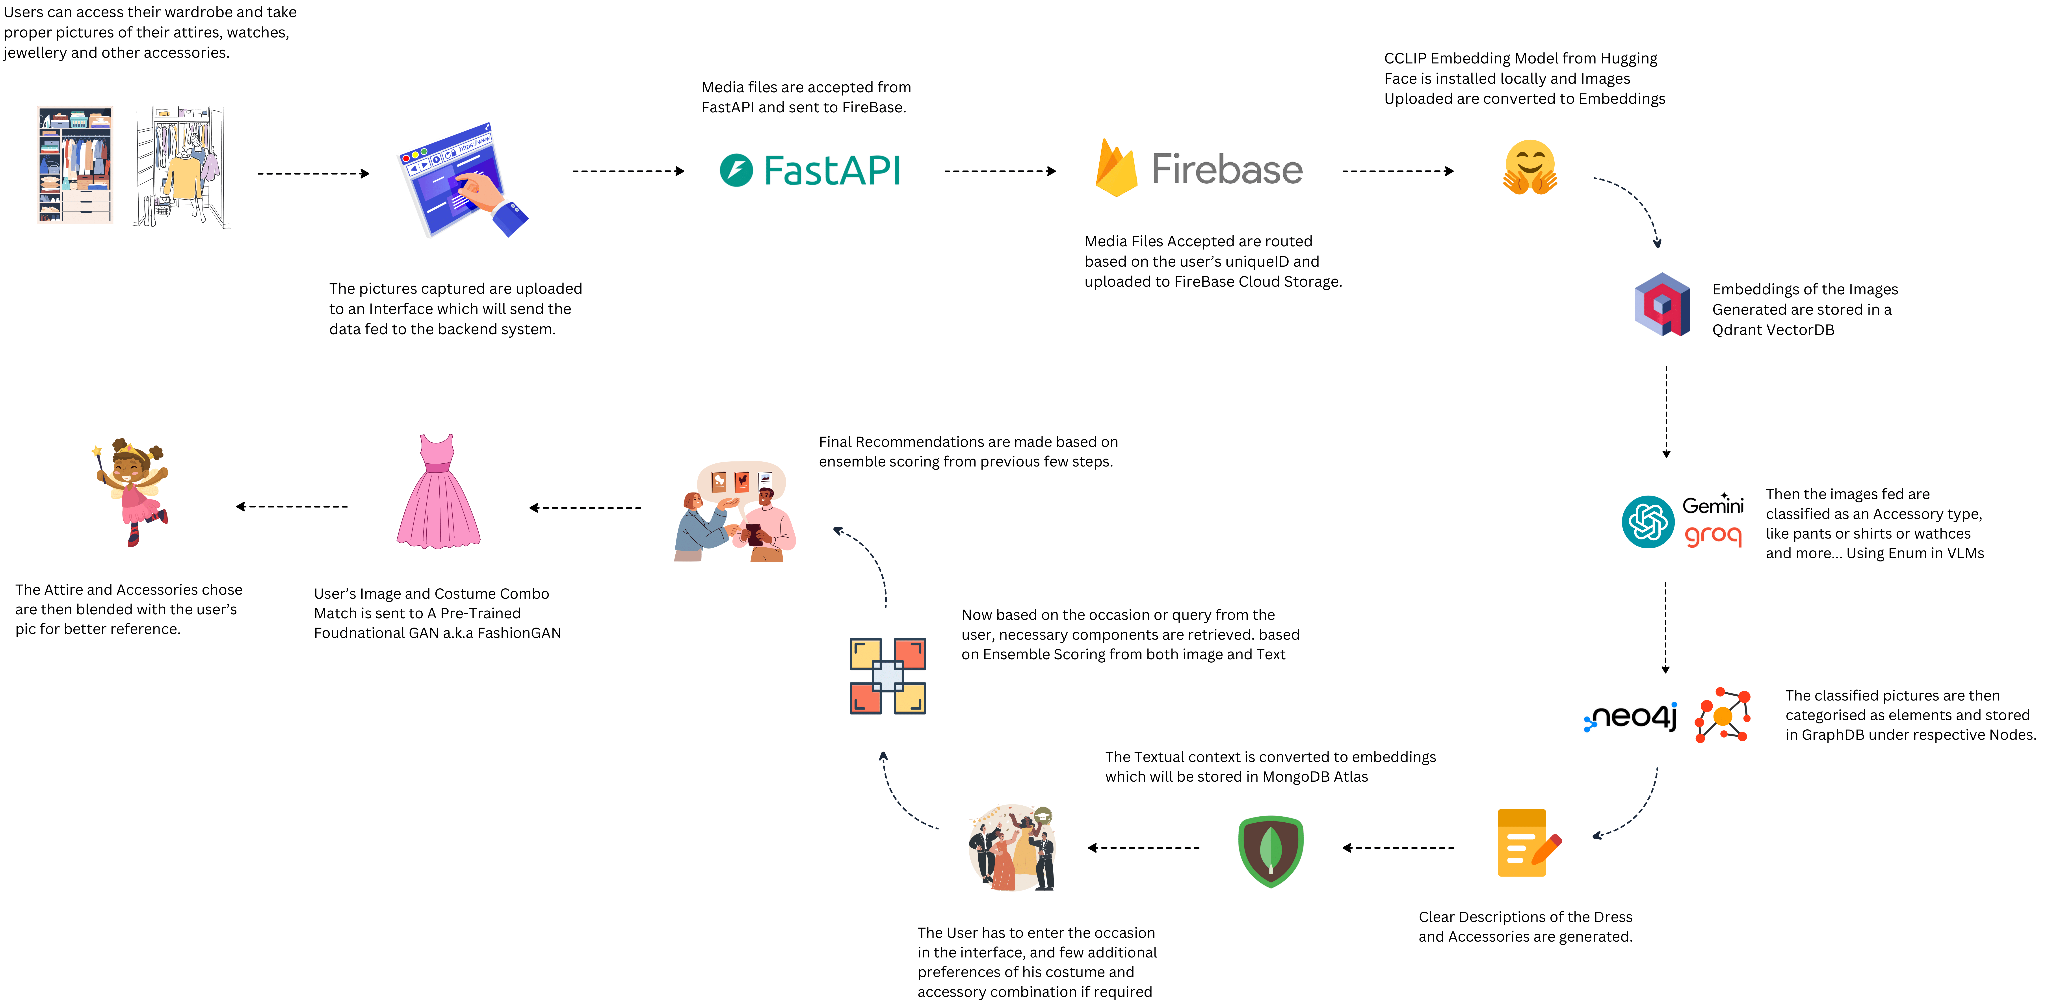 Users can access their wardrobe and take
proper pictures of their attires, watches,
jewellery and other accessories.
The pictures captured are uploaded
to an Interface which will send the
data fed to the backend system.
Media files are accepted from
FastAPI and sent to FireBase.
FastAPI
Firebase
Media Files Accepted are routed
based on the user's uniqueID and
uploaded to FireBase Cloud Storage.
CCLIP Embedding Model from Hugging
Face is installed locally and Images
Uploaded are converted to Embeddings
Embeddings of the Images
Generated are stored in a
Qdrant VectorDB
Gemini
groq
Then the images fed are
classified as an Accessory type,
like pants or shirts or wathces
and more... Using Enum in VLMs
neo4j
The classified pictures are then
categorised as elements and stored
in GraphDB under respective Nodes.
Clear Descriptions of the Dress
and Accessories are generated.
The Textual context is converted to embeddings
which will be stored in MongoDB Atlas
The User has to enter the occasion
in the interface, and few additional
preferences of his costume and
accessory combination if required
Now based on the occasion or query from the
user, necessary components are retrieved. based
on Ensemble Scoring from both image and Text
Final Recommendations are made based on
ensemble scoring from previous few steps.
User's Image and Costume Combo
Match is sent to A Pre-Trained
Foudnational GAN a.k.a FashionGAN
The Attire and Accessories chose
are then blended with the user's
pic for better reference.